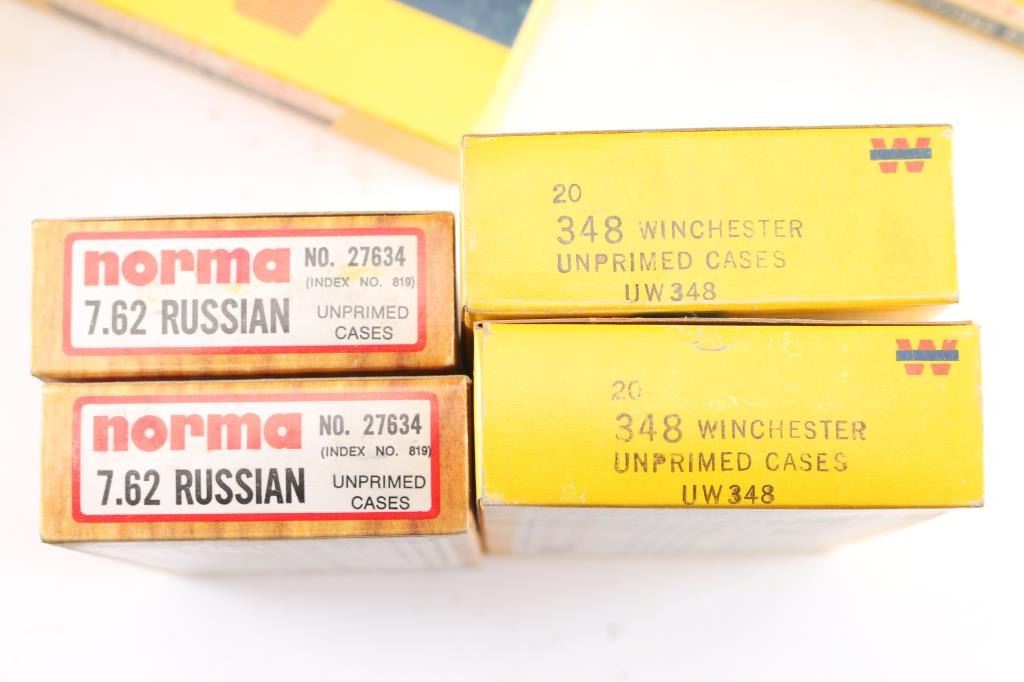 norma NO. 27634
(INDEX NO. 819)
7.62 RUSSIAN UNPRIMED
CASES
norma NO. 27634
(INDEX NO. 819)
7.62 RUSSIAN UNPRIMED
CASES
W
20
348 WINCHESTER
UNPRIMED CASES
UW348
W
20
348 WINCHESTER
UNPRIMED CASES
UW348